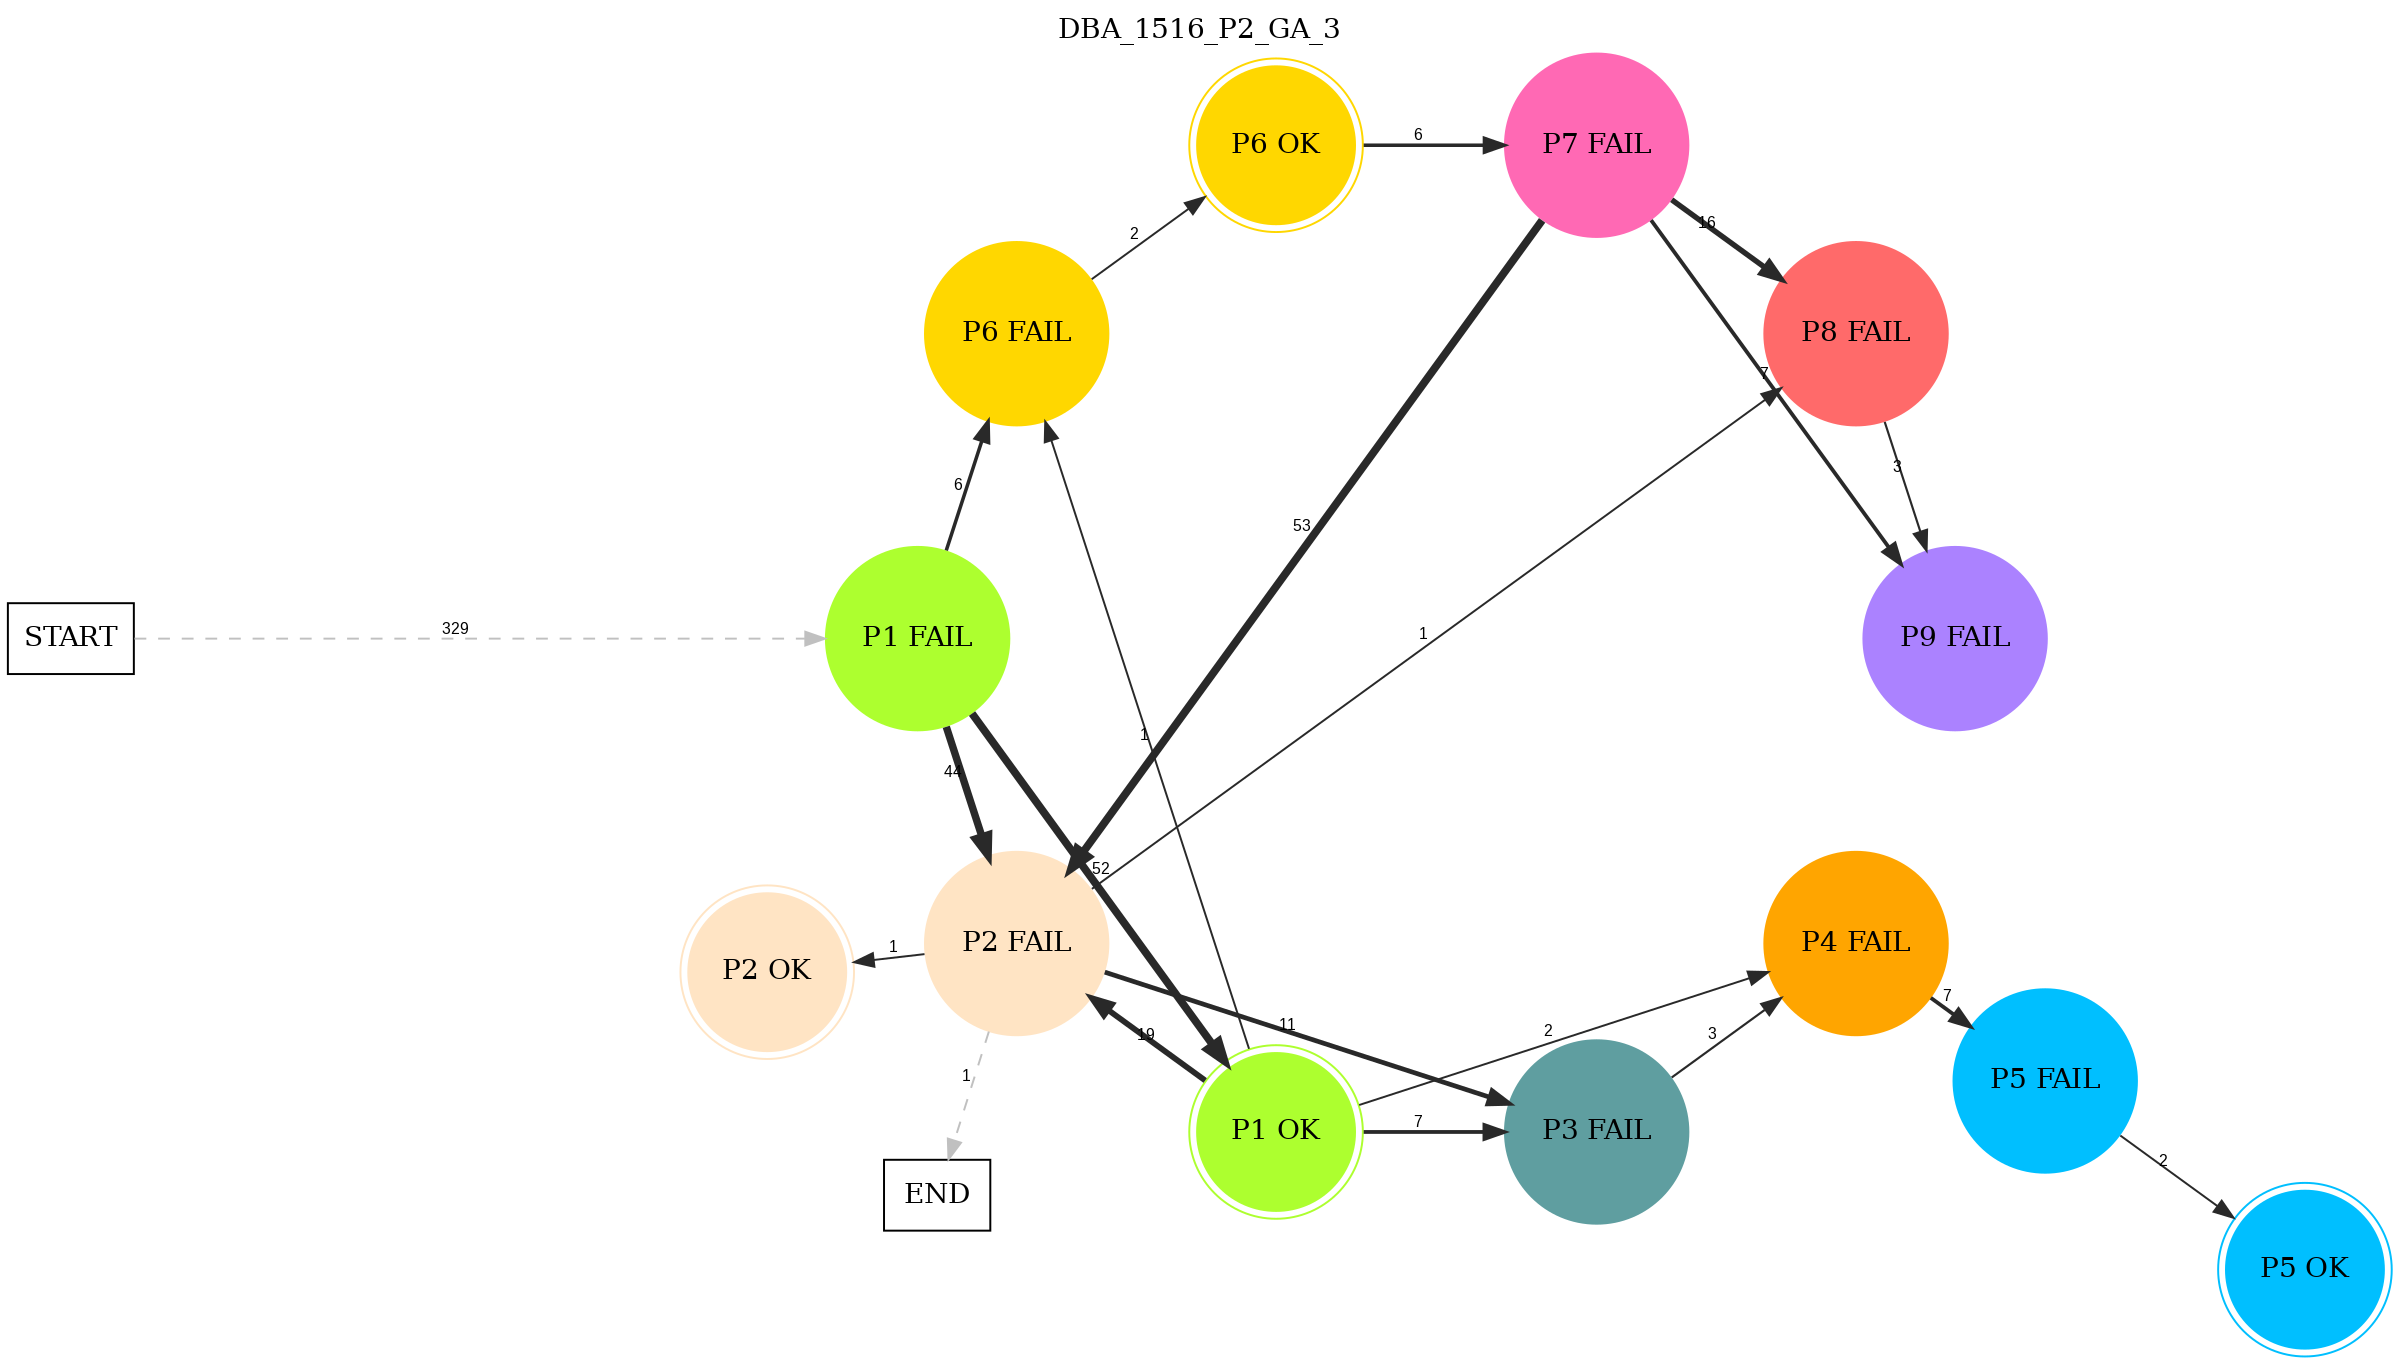 DBA_1516_P2_GA_3
P6 OK
6
P7 FAIL
16
2
P6 FAIL
P8 FAIL
7
3
6
53
START
329
P1 FAIL
1
P9 FAIL
1
44
52
P2 OK
1
P2 FAIL
P4 FAIL
7
11
2
19
3
1
P5 FAIL
P1 OK
7
P3 FAIL
2
END
P5 OK